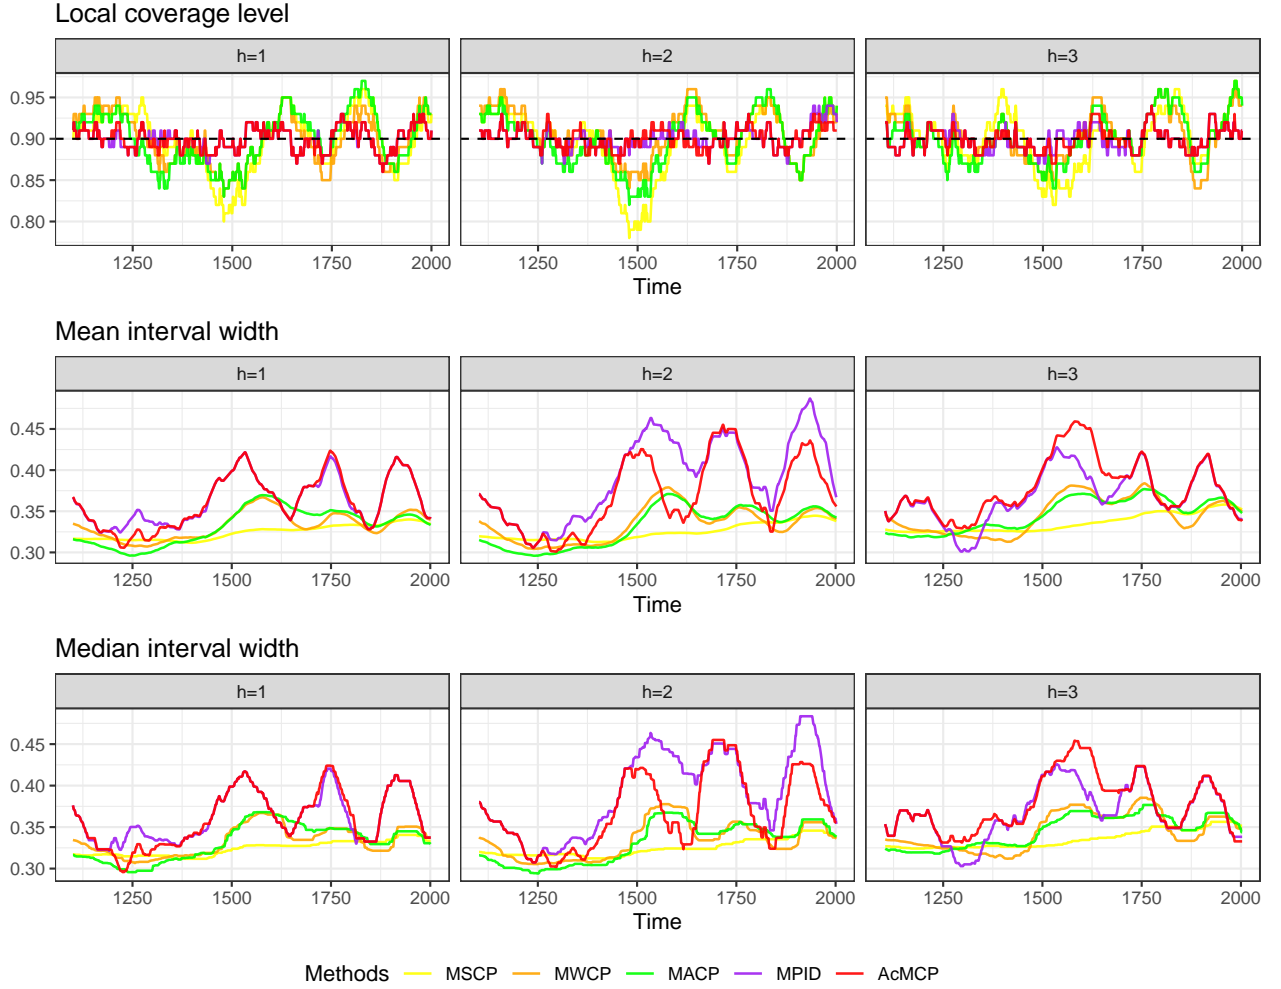 Local coverage level
h=1 h=2 h=3
0.95
0.90
0.85
0.80
1250 1500 1750 2000 1250 1500 1750 2000 1250 1500 1750 2000
Time
Mean interval width
h=1 h=2 h=3
0.45
0.40
0.35
0.30
1250 1500 1750 2000 1250 1500 1750 2000 1250 1500 1750 2000
Time
Median interval width
h=1 h=2 h=3
0.45
0.40
0.35
0.30
1250 1500 1750 2000 1250 1500 1750 2000 1250 1500 1750 2000
Time
Methods MSCP MWCP MACP MPID AcMCP